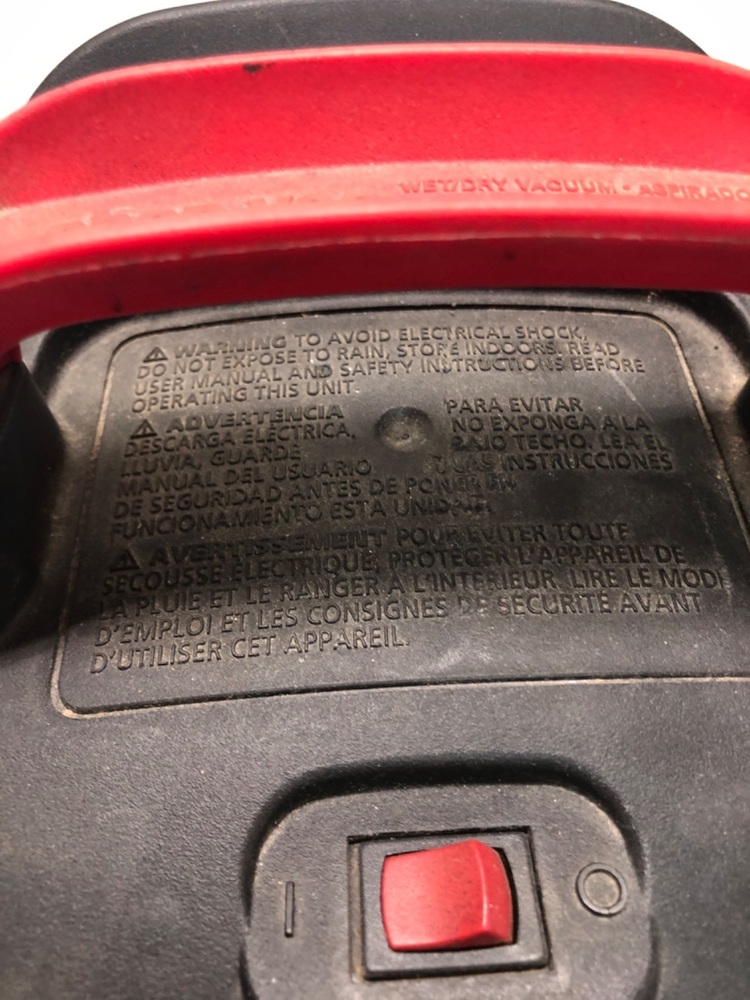 WET/DRY VACUUM - ASPIRADO
WARNING TO AVOID ELECTRICAL SHOCK,
DO NOT EXPOSE TO RAIN, STORE INDOORS. READ
USER MANUAL AND SAFETY INSTRUCTIONS BEFORE
OPERATING THIS UNIT.
ADVERTENCIA PARA EVITAR
DESCARGA ELÉCTRICA, NO EXPONGA A LA
LLUVIA, GUARDE BAJO TECHO. LEA EL
MANUAL DEL USUARIO INSTRUCCIONES
DE SEGURIDAD ANTES DE PONER EN
FUNCIONAMIENTO ESTA UNIDAD.
AVERTISSEMENT POUR ÉVITER TOUTE
SECOUSSE ÉLECTRIQUE, PROTÉGER L'APPAREIL DE
LA PLUIE ET LE RANGER À L'INTÉRIEUR. LIRE LE MODE
D'EMPLOI ET LES CONSIGNES DE SÉCURITÉ AVANT
D'UTILISER CET APPAREIL.
I O